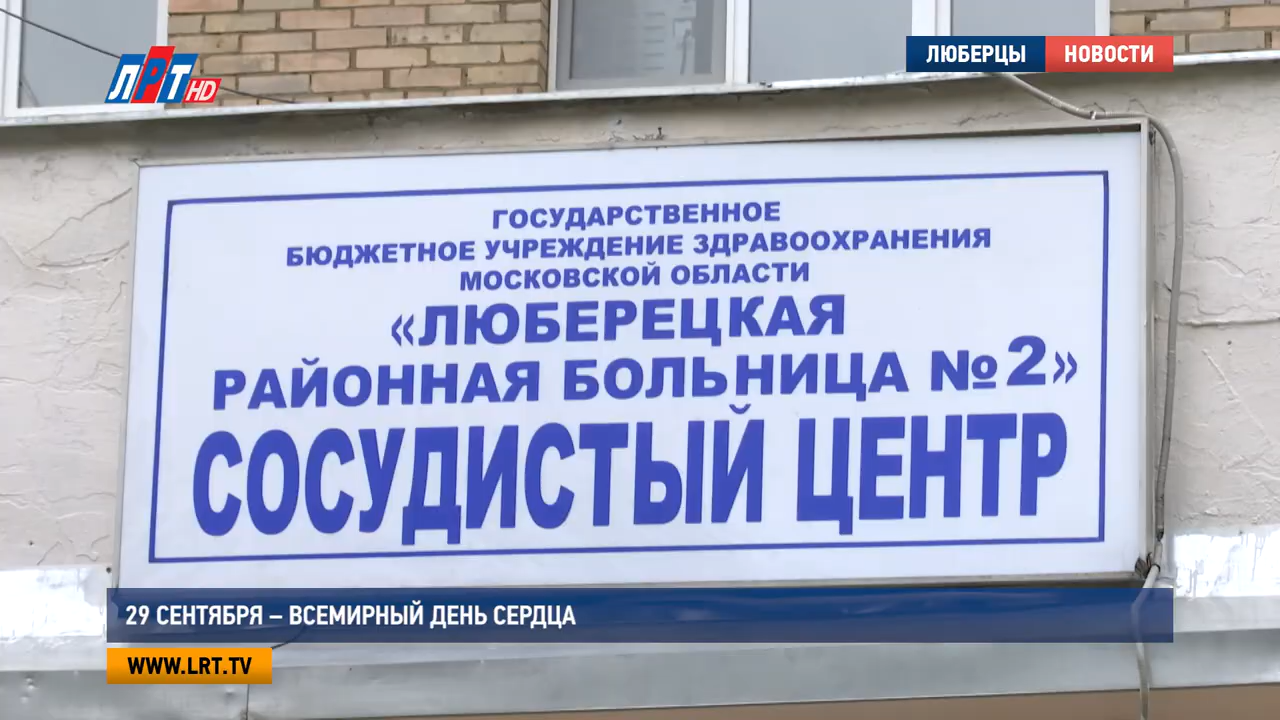 ЛРТ HD
ЛЮБЕРЦЫ НОВОСТИ
ГОСУДАРСТВЕННОЕ
БЮДЖЕТНОЕ УЧРЕЖДЕНИЕ ЗДРАВООХРАНЕНИЯ
МОСКОВСКОЙ ОБЛАСТИ
«ЛЮБЕРЕЦКАЯ
РАЙОННАЯ БОЛЬНИЦА №2»
СОСУДИСТЫЙ ЦЕНТР
29 СЕНТЯБРЯ – ВСЕМИРНЫЙ ДЕНЬ СЕРДЦА
WWW.LRT.TV